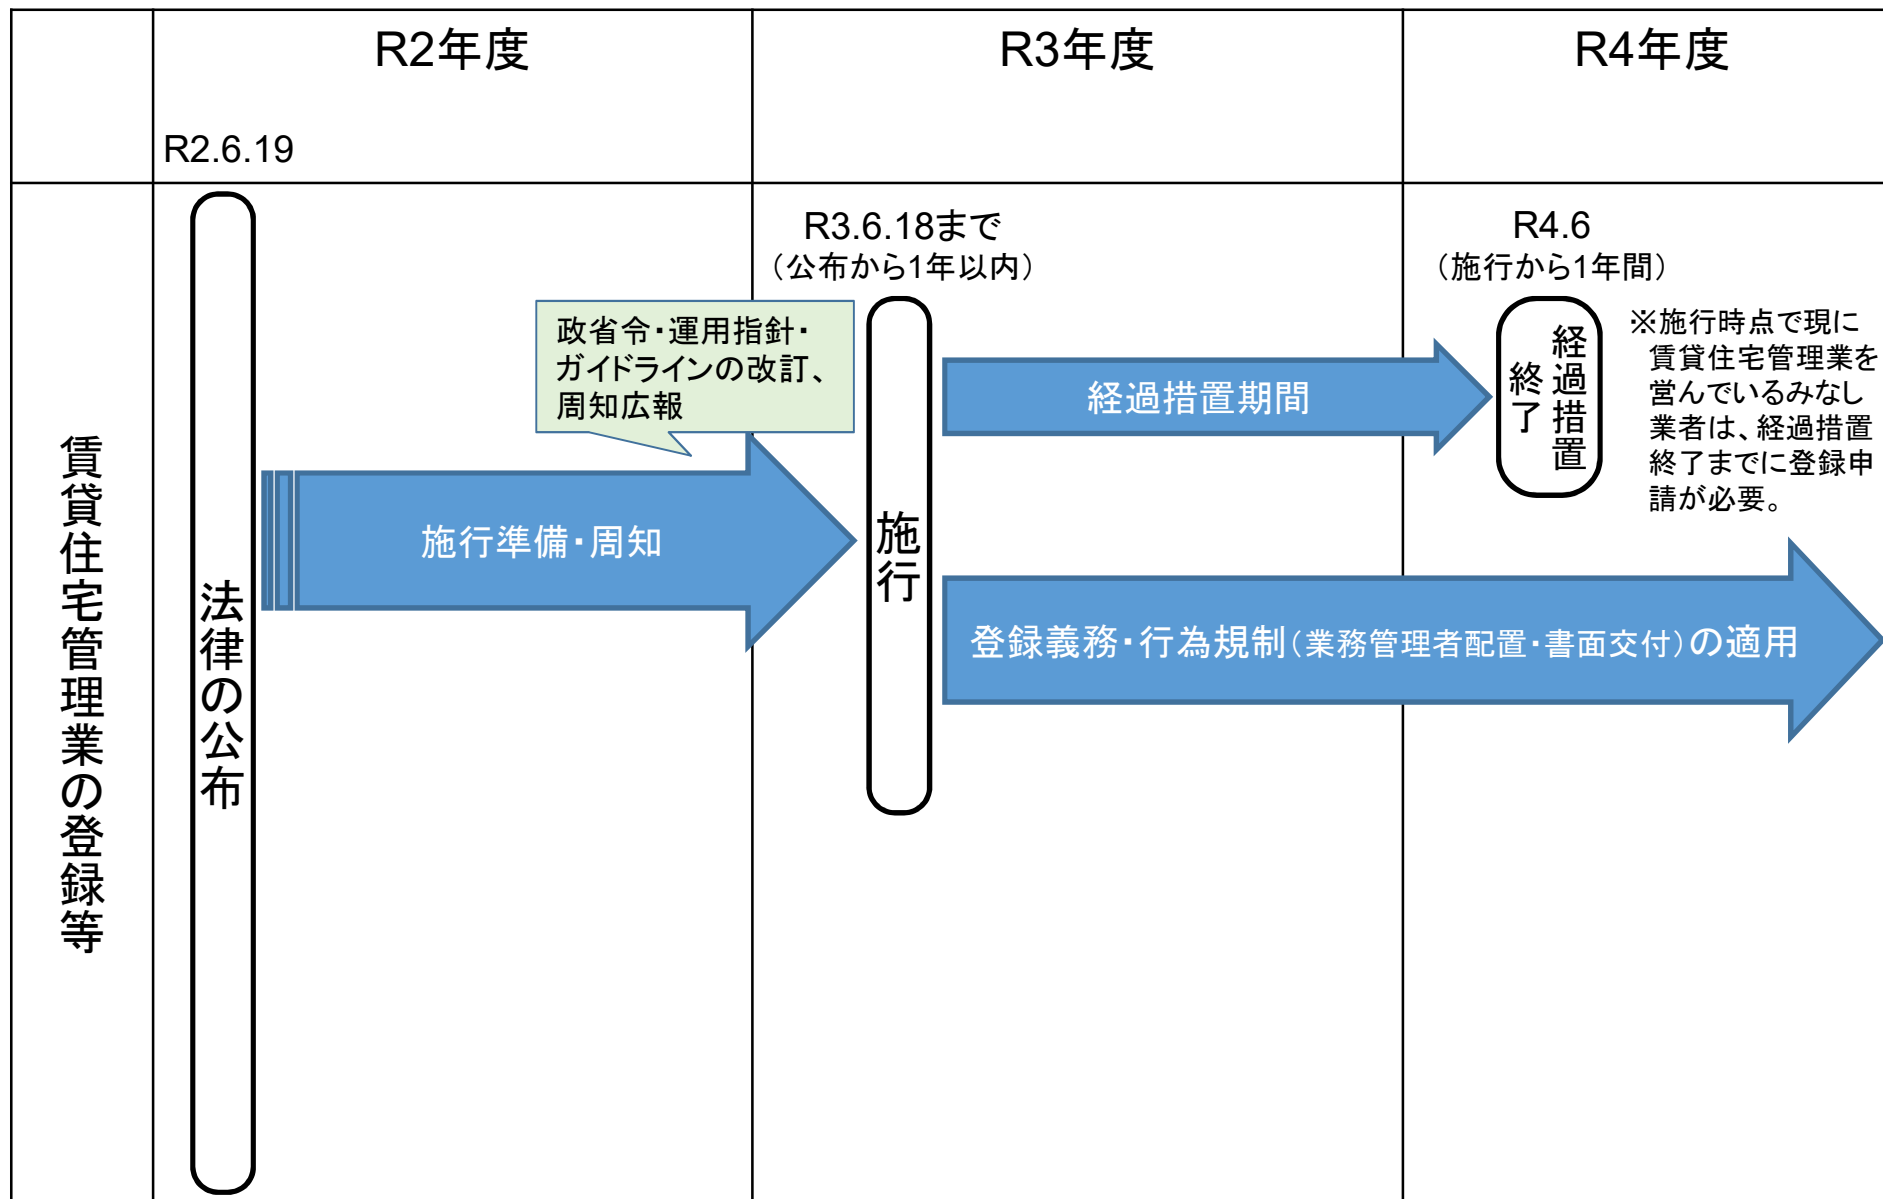 R2年度
R3年度
R4年度
R2.6.19
賃貸住宅管理業の登録等
法律の公布
政省令・運用指針・
ガイドラインの改訂、
周知広報
施行準備・周知
R3.6.18まで
（公布から1年以内）
施行
経過措置期間
R4.6
（施行から1年間）
経過措置
終了
※施行時点で現に
賃貸住宅管理業を
営んでいるみなし
業者は、経過措置
終了までに登録申
請が必要。
登録義務・行為規制（業務管理者配置・書面交付）の適用